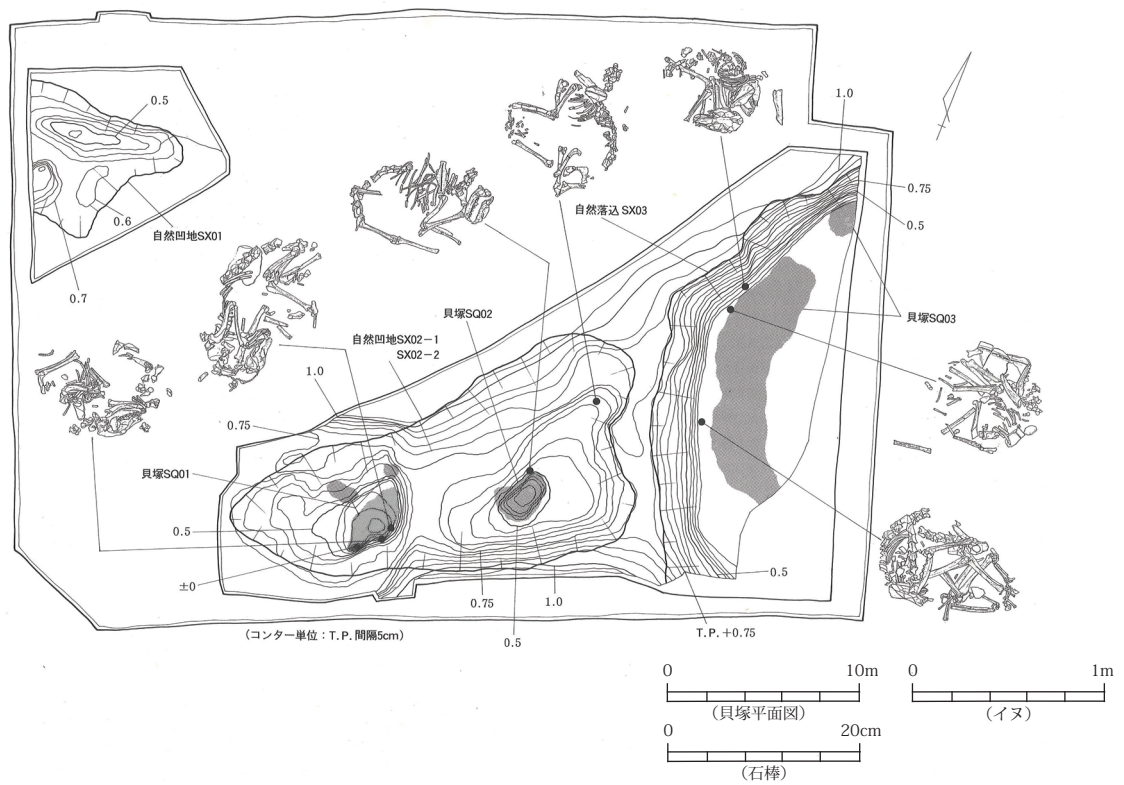 1.0
0.5
0.75
0.5
自然落込 SX03
0.6
自然凹地SX01
0.7
貝塚SQ02
貝塚SQ03
自然凹地SX02-1
SX02-2
1.0
0.75
貝塚SQ01
0.5
±0
0.5
0.75
1.0
(コンター単位:T.P.間隔5cm)
0.5
T.P.+0.75
0 10m
(貝塚平面図)
0 1m
(イヌ)
0 20cm
(石棒)